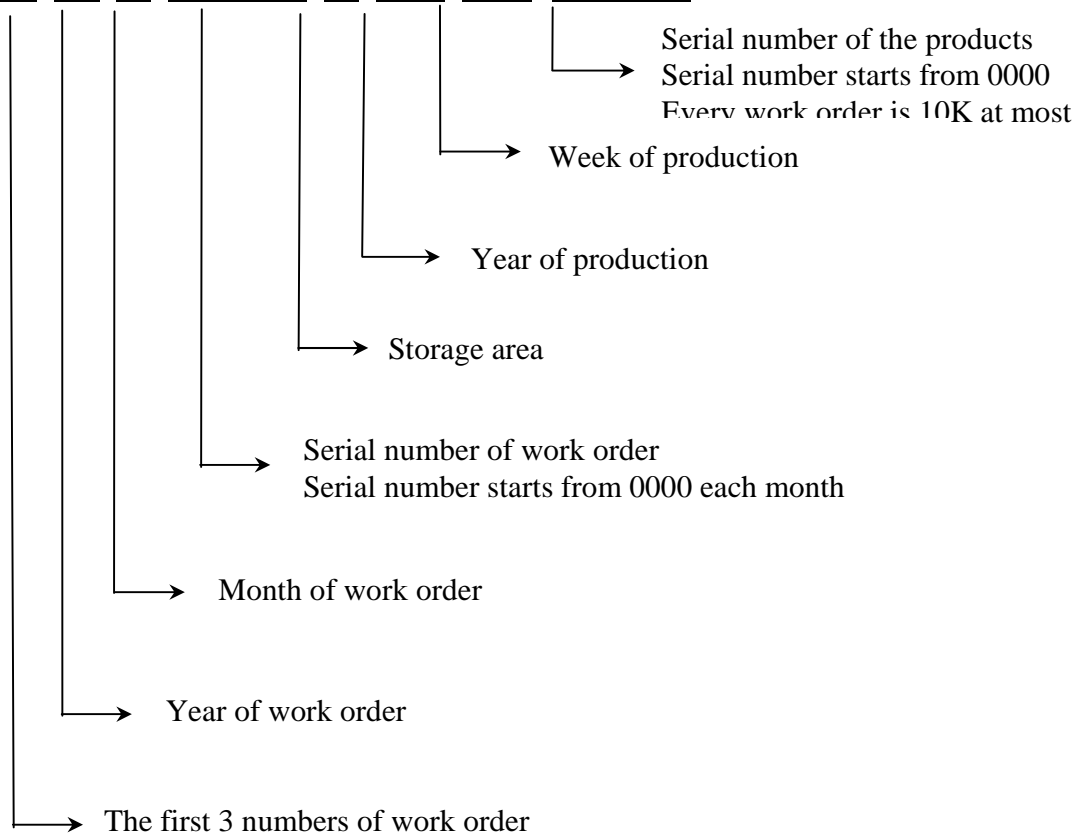 Serial number of the products
Serial number starts from 0000
Every work order is 10K at most
Week of production
Year of production
Storage area
Serial number of work order
Serial number starts from 0000 each month
Month of work order
Year of work order
The first 3 numbers of work order